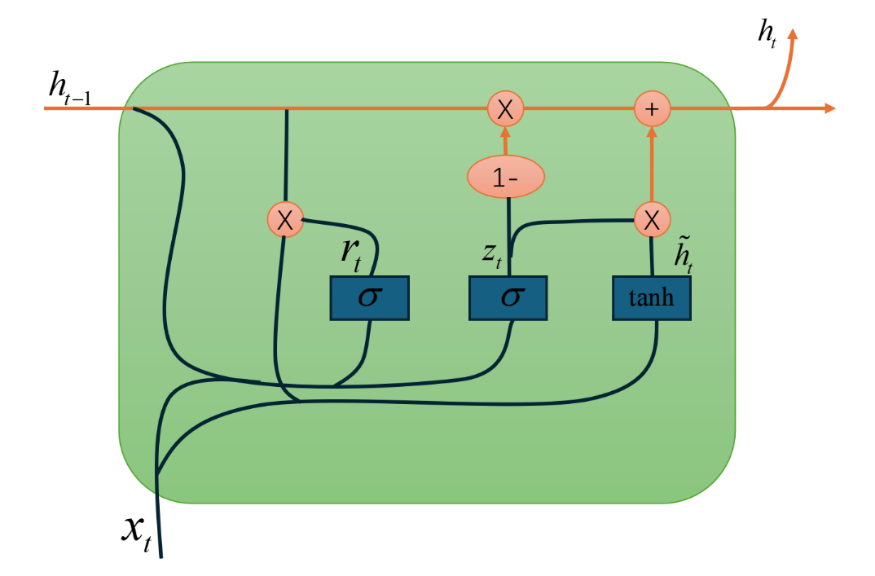 h_t
h_{t-1}
X
+
1-
X
X
r_t
z_t
h̃_t
σ
σ
tanh
x_t